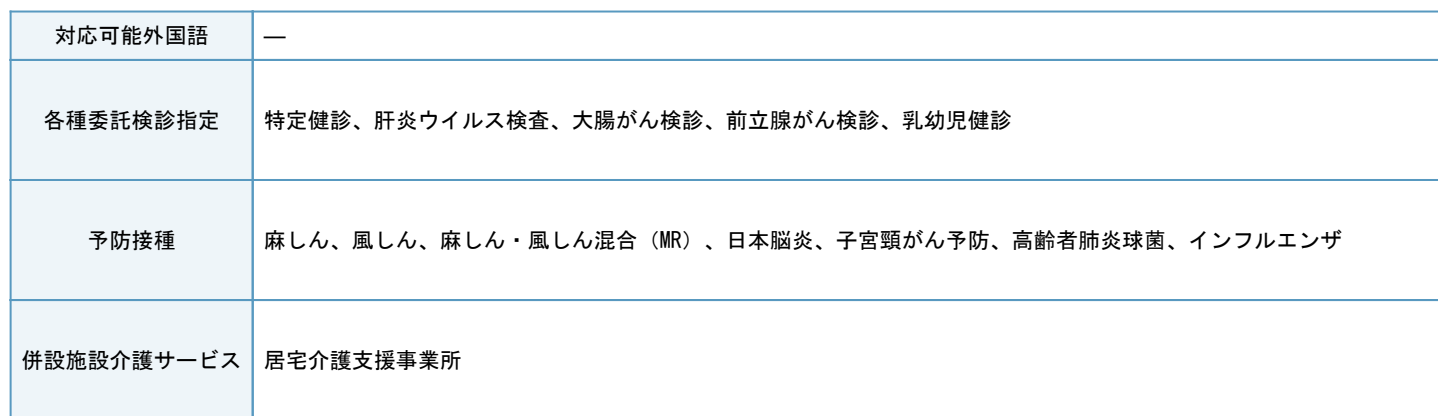 対応可能外国語 ―
各種委託検診指定 特定健診、肝炎ウイルス検査、大腸がん検診、前立腺がん検診、乳幼児健診
予防接種 麻しん、風しん、麻しん・風しん混合（MR）、日本脳炎、子宮頸がん予防、高齢者肺炎球菌、インフルエンザ
併設施設介護サービス 居宅介護支援事業所